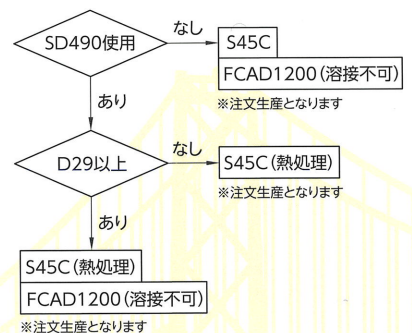 SD490使用
なし
S45C
FCAD1200(溶接不可)
※注文生産となります
あり
D29以上
なし
S45C(熱処理)
※注文生産となります
あり
S45C(熱処理)
FCAD1200(溶接不可)
※注文生産となります